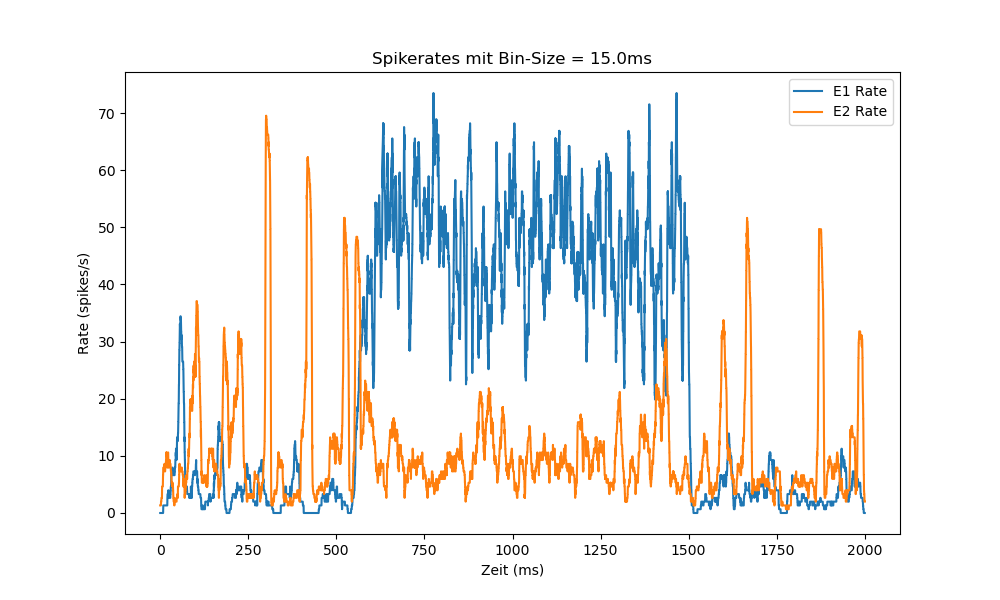 Spikerates mit Bin-Size = 15.0ms
E1 Rate
E2 Rate
Rate (spikes/s)
70
60
50
40
30
20
10
0
0 250 500 750 1000 1250 1500 1750 2000
Zeit (ms)